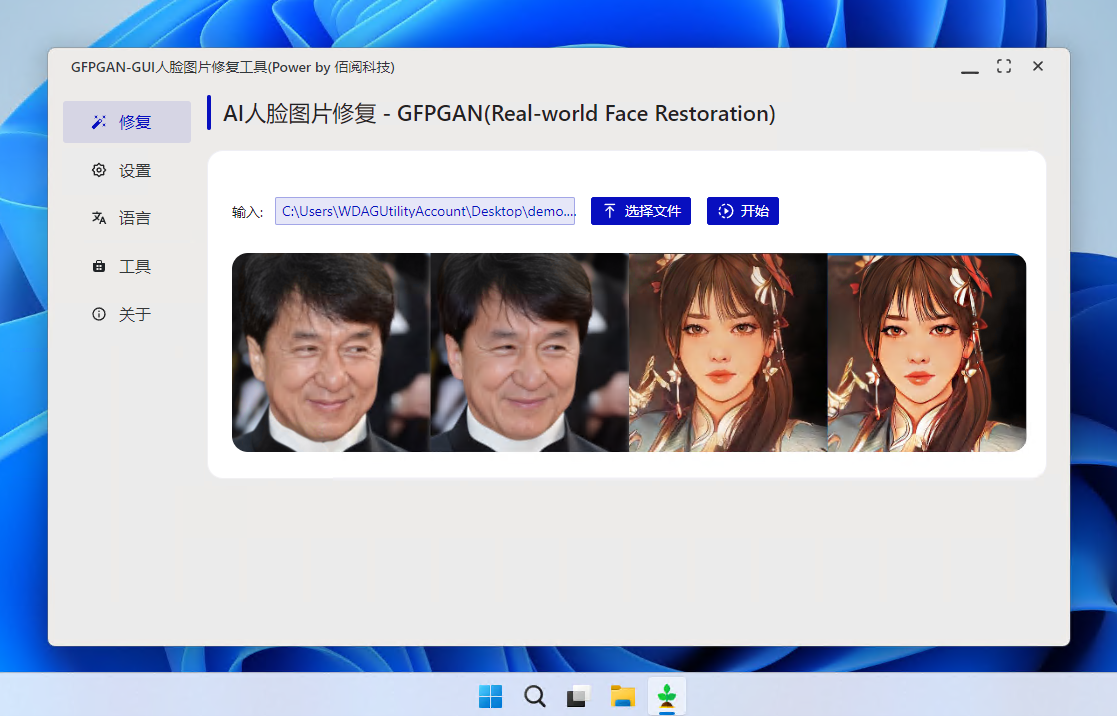 GFPGAN-GUI人脸图片修复工具(Power by 佰阅科技)
修复
设置
语言
工具
关于
AI人脸图片修复 - GFPGAN(Real-world Face Restoration)
输入: C:\Users\WDAGUtilityAccount\Desktop\demo.... 选择文件 开始